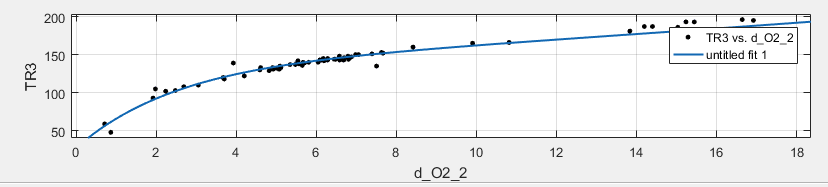 200
150
100
50
TR3
TR3 vs. d_O2_2
untitled fit 1
0 2 4 6 8 10 12 14 16 18
d_O2_2